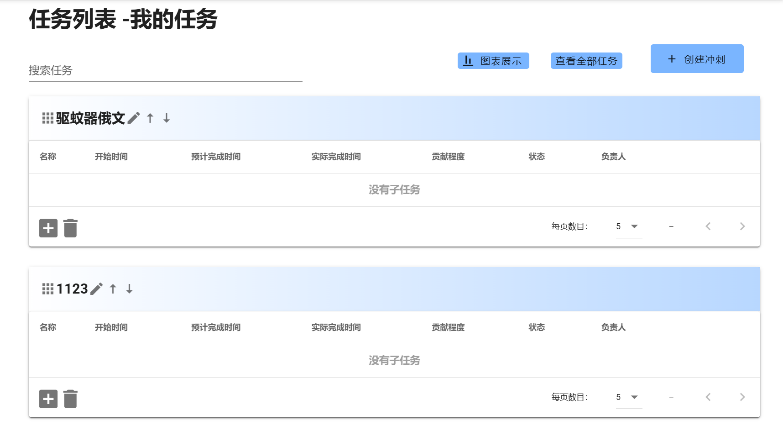 任务列表 -我的任务
搜索任务
图表展示
查看全部任务
+ 创建冲刺
驱蚊器俄文 ↑ ↓
名称 开始时间 预计完成时间 实际完成时间 贡献程度 状态 负责人
没有子任务
每页数目: 5 –
1123 ↑ ↓
名称 开始时间 预计完成时间 实际完成时间 贡献程度 状态 负责人
没有子任务
每页数目: 5 –